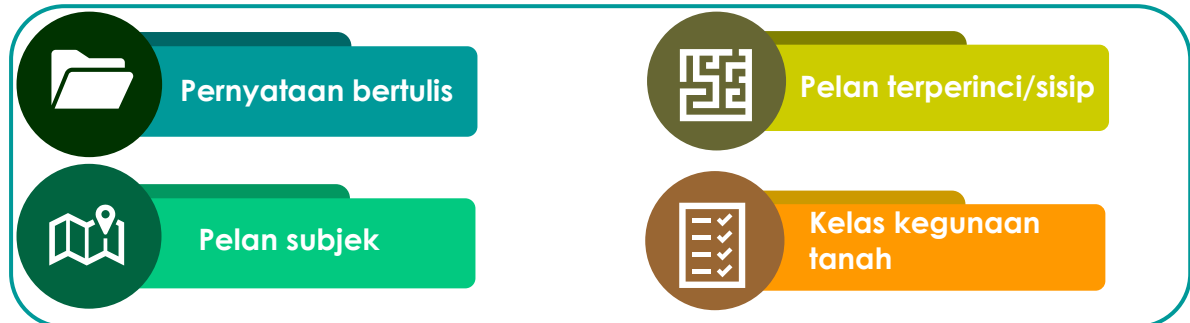 Pernyataan bertulis
Pelan terperinci/sisip
Pelan subjek
Kelas kegunaan
tanah